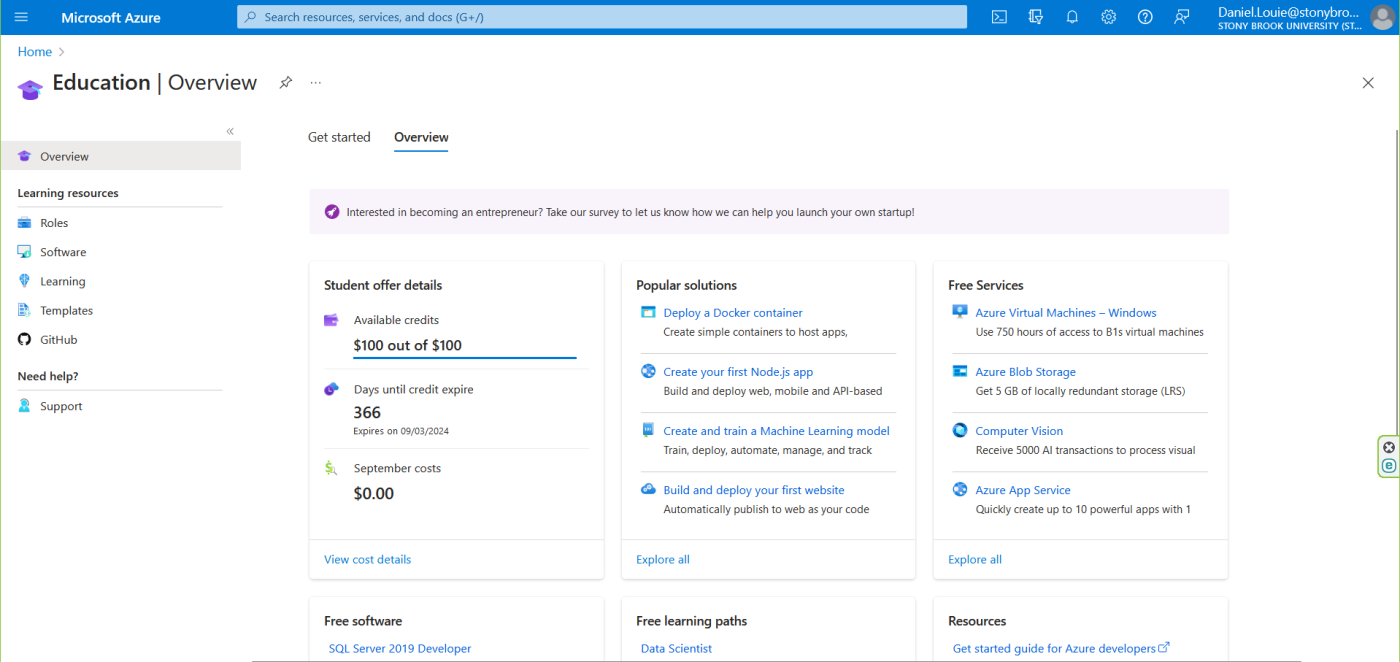 Microsoft Azure
Search resources, services, and docs (G+/)
Daniel.Louie@stonybro...
STONY BROOK UNIVERSITY (ST...
Home
Education | Overview
Overview
Learning resources
Roles
Software
Learning
Templates
GitHub
Need help?
Support
Get started
Overview
Interested in becoming an entrepreneur? Take our survey to let us know how we can help you launch your own startup!
Student offer details
Available credits
$100 out of $100
Days until credit expire
366
Expires on 09/03/2024
September costs
$0.00
View cost details
Popular solutions
Deploy a Docker container
Create simple containers to host apps,
Create your first Node.js app
Build and deploy web, mobile and API-based
Create and train a Machine Learning model
Train, deploy, automate, manage, and track
Build and deploy your first website
Automatically publish to web as your code
Explore all
Free Services
Azure Virtual Machines – Windows
Use 750 hours of access to B1s virtual machines
Azure Blob Storage
Get 5 GB of locally redundant storage (LRS)
Computer Vision
Receive 5000 AI transactions to process visual
Azure App Service
Quickly create up to 10 powerful apps with 1
Explore all
Free software
SQL Server 2019 Developer
Free learning paths
Data Scientist
Resources
Get started guide for Azure developers